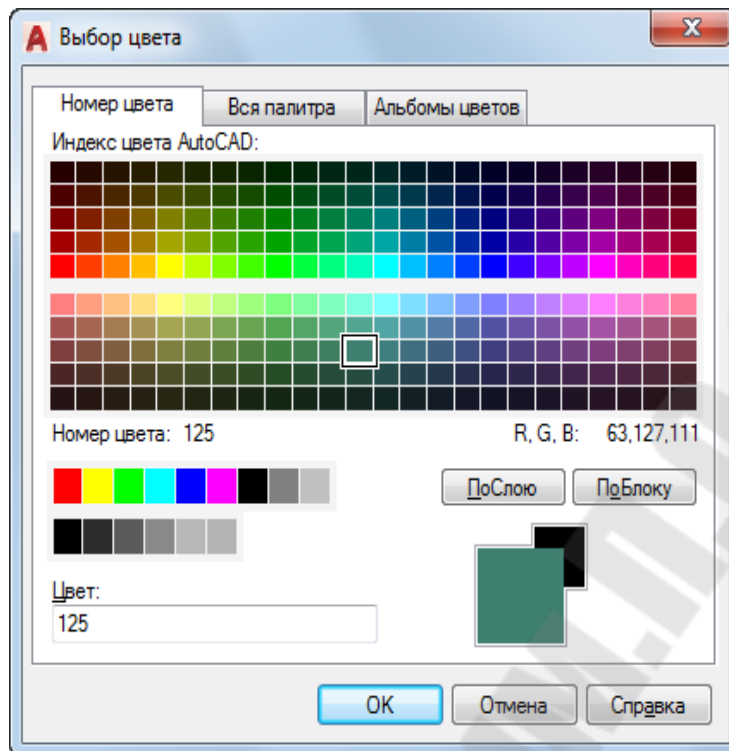 Выбор цвета
Номер цвета Вся палитра Альбомы цветов
Индекс цвета AutoCAD:
Номер цвета: 125 R, G, B: 63,127,111
ПоСлою ПоБлоку
Цвет:
125
OK Отмена Справка